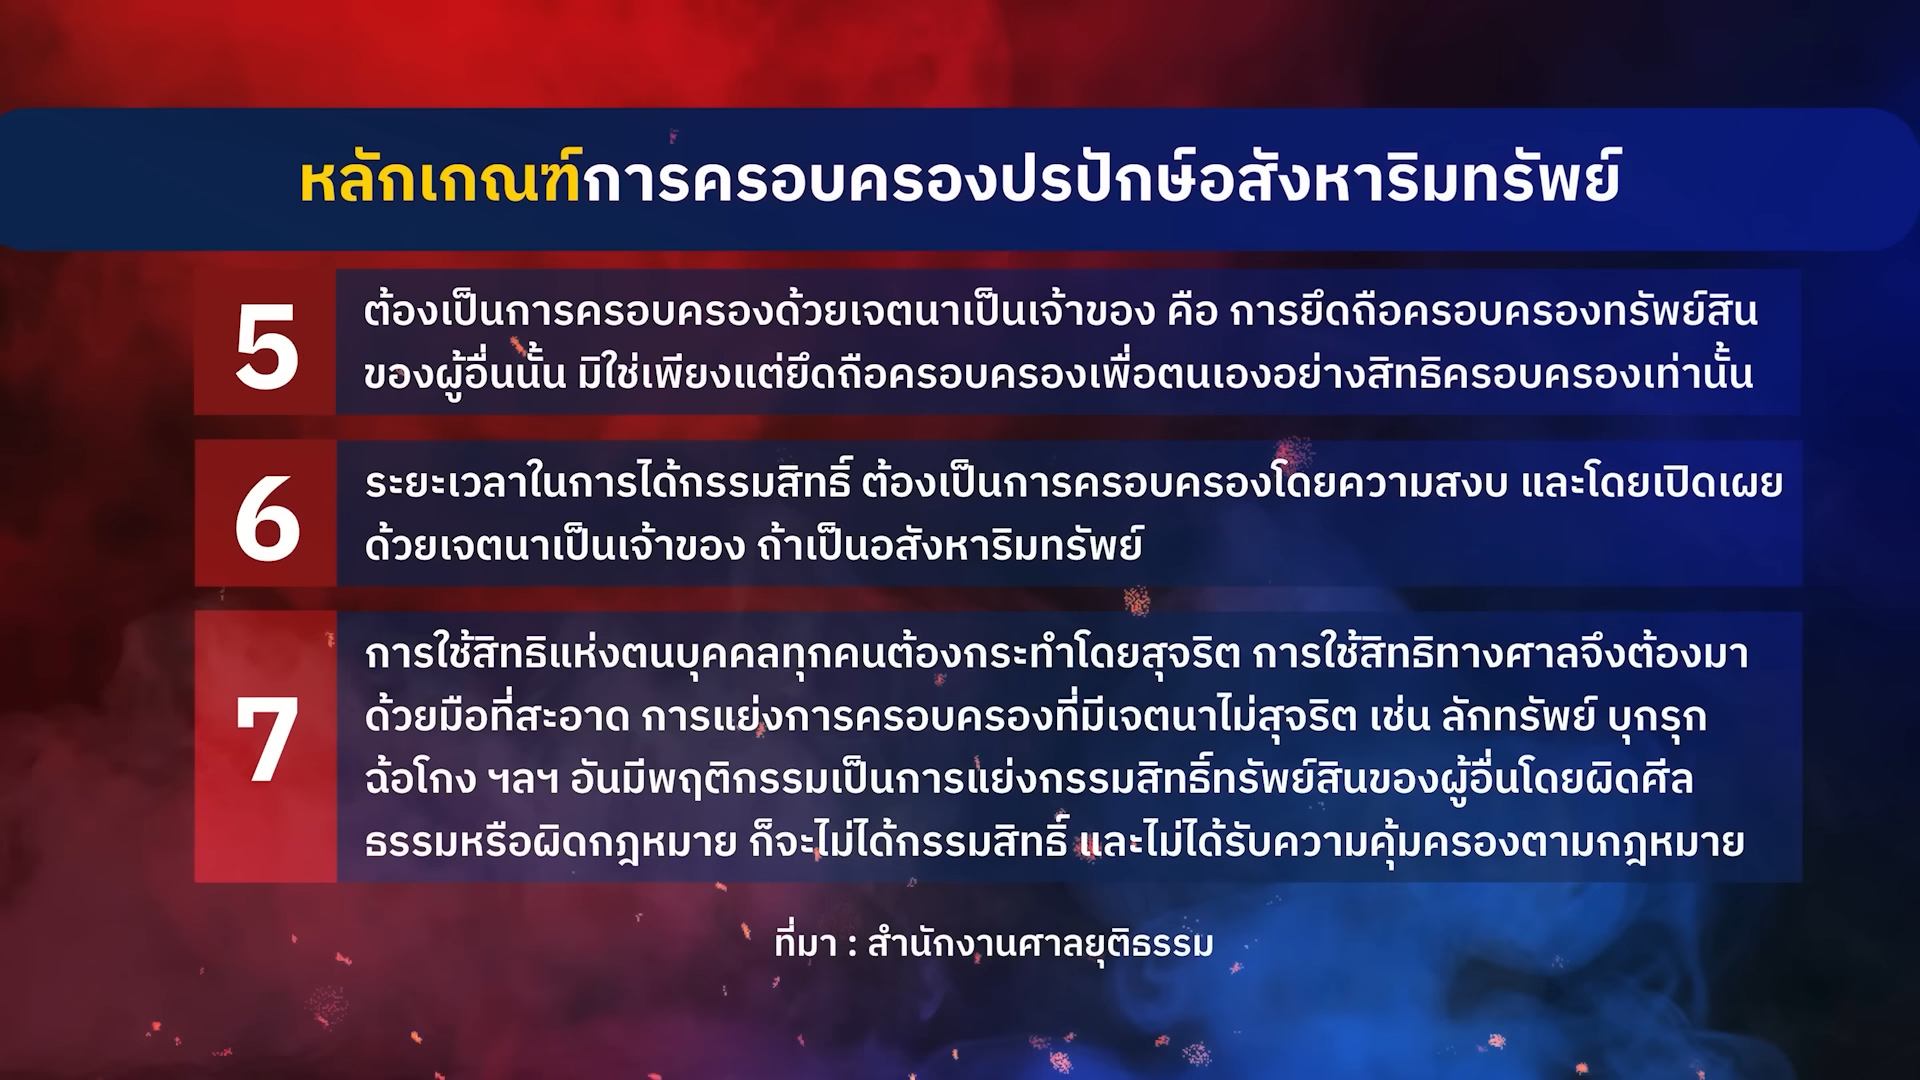 หลักเกณฑ์การครอบครองปรปักษ์อสังหาริมทรัพย์
5
ต้องเป็นการครอบครองด้วยเจตนาเป็นเจ้าของ คือ การยึดถือครอบครองทรัพย์สิน
ของผู้อื่นนั้น มิใช่เพียงแต่ยึดถือครอบครองเพื่อตนเองอย่างสิทธิครอบครองเท่านั้น
6
ระยะเวลาในการได้กรรมสิทธิ์ ต้องเป็นการครอบครองโดยความสงบ และโดยเปิดเผย
ด้วยเจตนาเป็นเจ้าของ ถ้าเป็นอสังหาริมทรัพย์
7
การใช้สิทธิแห่งตนบุคคลทุกคนต้องกระทำโดยสุจริต การใช้สิทธิทางศาลจึงต้องมา
ด้วยมือที่สะอาด การแย่งการครอบครองที่มีเจตนาไม่สุจริต เช่น ลักทรัพย์ บุกรุก
ฉ้อโกง ฯลฯ อันมีพฤติกรรมเป็นการแย่งกรรมสิทธิ์ทรัพย์สินของผู้อื่นโดยผิดศีล
ธรรมหรือผิดกฎหมาย ก็จะไม่ได้กรรมสิทธิ์ และไม่ได้รับความคุ้มครองตามกฎหมาย
ที่มา : สำนักงานศาลยุติธรรม